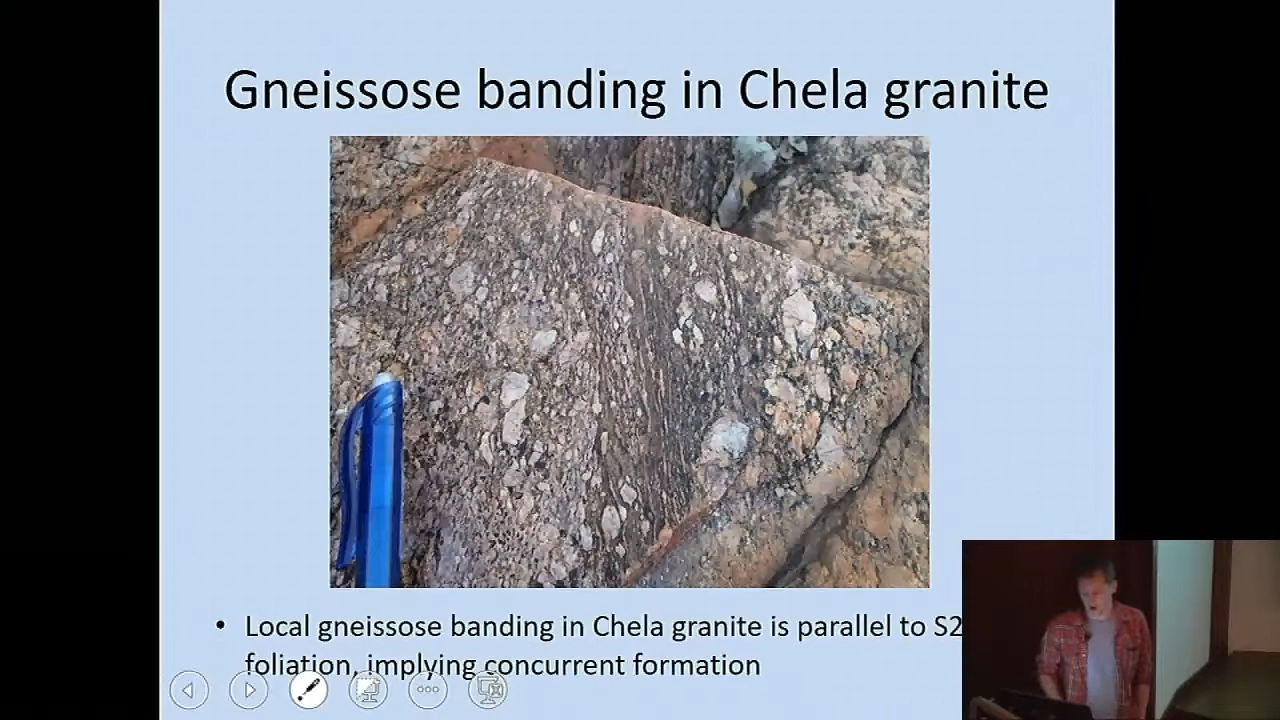 Gneissose banding in Chela granite
• Local gneissose banding in Chela granite is parallel to S2
foliation, implying concurrent formation